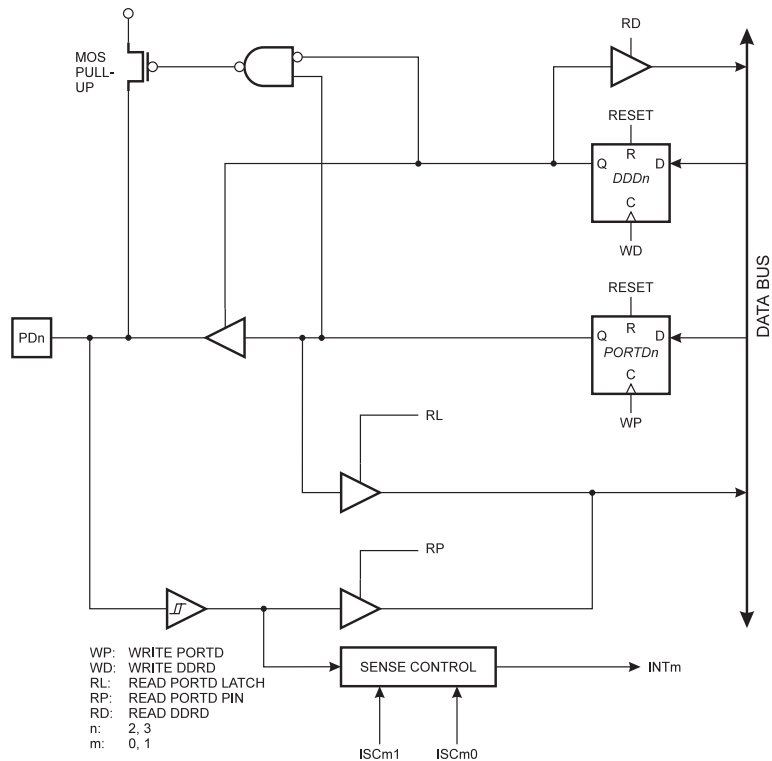 RD
MOS
PULL-
UP
RESET
R
Q
D
DDDn
C
WD
DATA BUS
RESET
R
PDn
Q
D
PORTDn
C
WP
RL
RP
WP: WRITE PORTD
WD: WRITE DDRD
RL: READ PORTD LATCH
RP: READ PORTD PIN
RD: READ DDRD
n: 2, 3
m: 0, 1
SENSE CONTROL
INTm
ISCm1
ISCm0